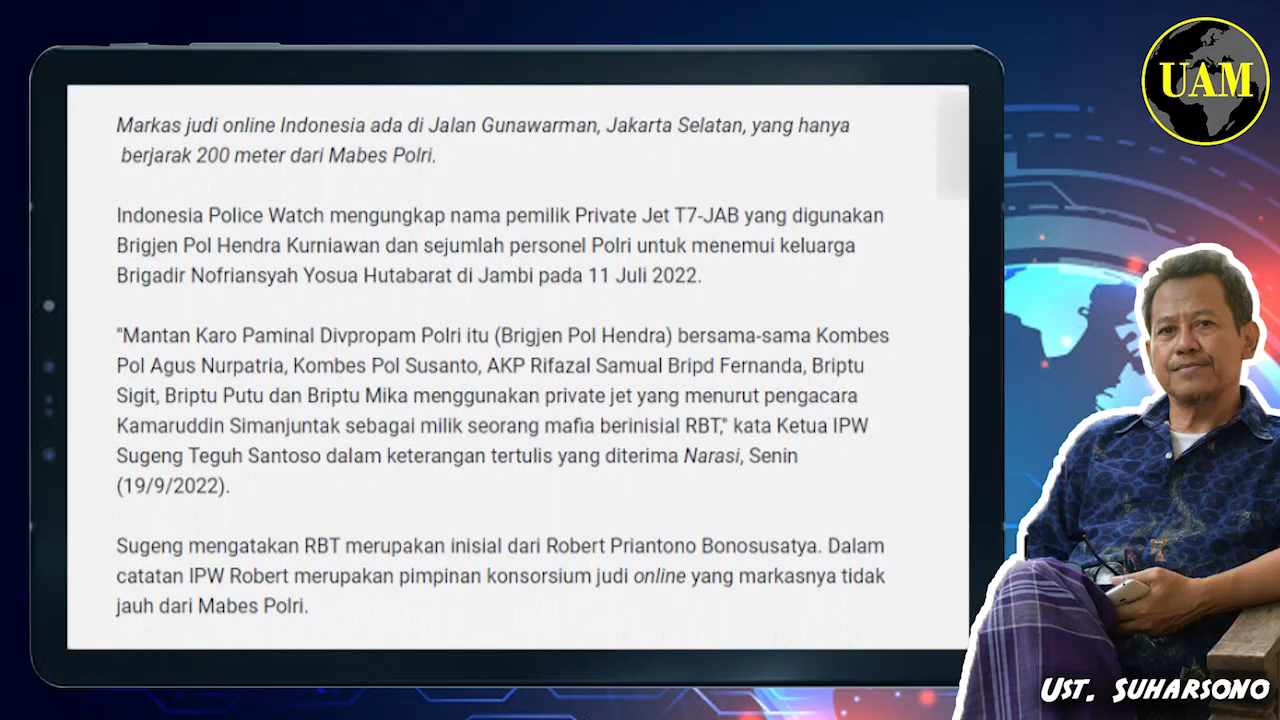 Markas judi online Indonesia ada di Jalan Gunawarman, Jakarta Selatan, yang hanya
berjarak 200 meter dari Mabes Polri.
Indonesia Police Watch mengungkap nama pemilik Private Jet T7-JAB yang digunakan
Brigjen Pol Hendra Kurniawan dan sejumlah personel Polri untuk menemui keluarga
Brigadir Nofriansyah Yosua Hutabarat di Jambi pada 11 Juli 2022.
"Mantan Karo Paminal Divpropam Polri itu (Brigjen Pol Hendra) bersama-sama Kombes
Pol Agus Nurpatria, Kombes Pol Susanto, AKP Rifazal Samual Bripd Fernanda, Briptu
Sigit, Briptu Putu dan Briptu Mika menggunakan private jet yang menurut pengacara
Kamaruddin Simanjuntak sebagai milik seorang mafia berinisial RBT," kata Ketua IPW
Sugeng Teguh Santoso dalam keterangan tertulis yang diterima Narasi, Senin
(19/9/2022).
Sugeng mengatakan RBT merupakan inisial dari Robert Priantono Bonosusatya. Dalam
catatan IPW Robert merupakan pimpinan konsorsium judi online yang markasnya tidak
jauh dari Mabes Polri.
UAM
Ust. Suharsono